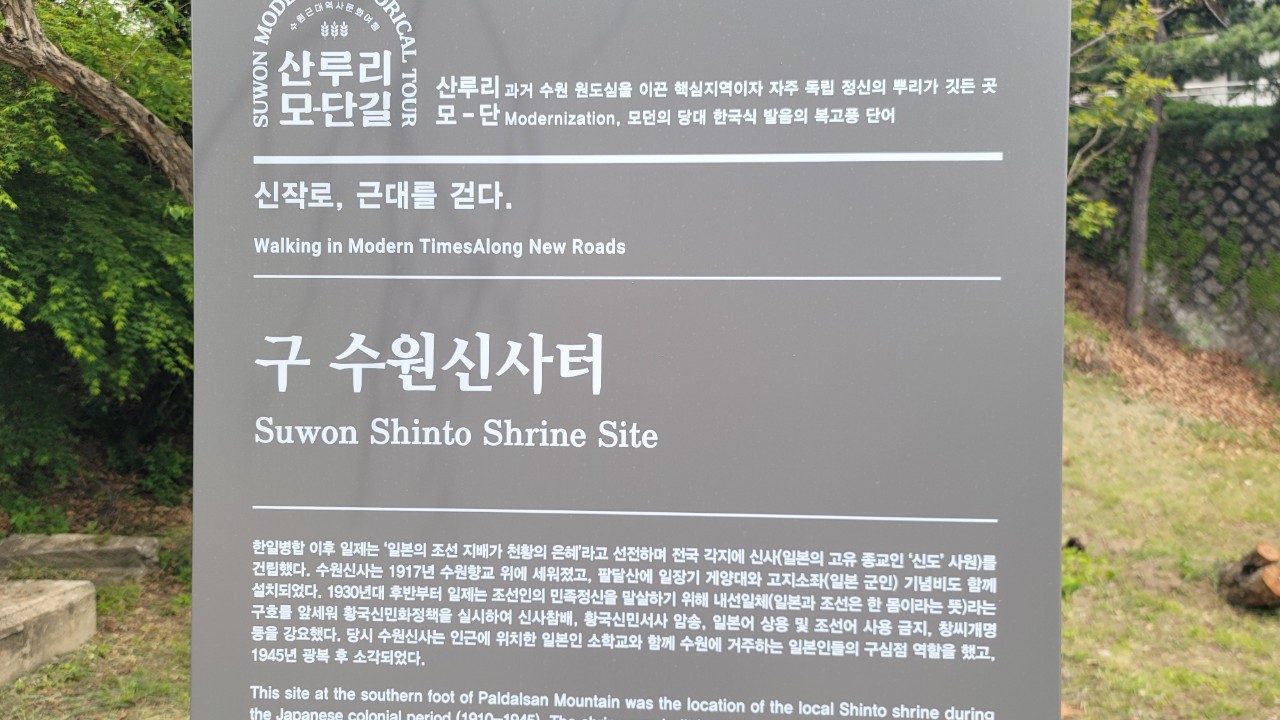 SUWON MODE
ORICAL TOUR
수원근대역사문화여행
산루리
모-단길
산루리 과거 수원 원도심을 이끈 핵심지역이자 자주 독립 정신의 뿌리가 깃든 곳
모-단 Modernization, 모던의 당대 한국식 발음의 복고풍 단어
신작로, 근대를 걷다.
Walking in Modern TimesAlong New Roads
구 수원신사터
Suwon Shinto Shrine Site
한일병합 이후 일제는 '일본의 조선 지배가 천황의 은혜'라고 선전하며 전국 각지에 신사(일본의 고유 종교인 '신도' 사원)를
건립했다. 수원신사는 1917년 수원향교 위에 세워졌고, 팔달산에 일장기 게양대와 고지소좌(일본 군인) 기념비도 함께
설치되었다. 1930년대 후반부터 일제는 조선인의 민족정신을 말살하기 위해 내선일체(일본과 조선은 한 몸이라는 뜻)라는
구호를 앞세워 황국신민화정책을 실시하여 신사참배, 황국신민서사 암송, 일본어 상용 및 조선어 사용 금지, 창씨개명
등을 강요했다. 당시 수원신사는 인근에 위치한 일본인 소학교와 함께 수원에 거주하는 일본인들의 구심점 역할을 했고,
1945년 광복 후 소각되었다.
This site at the southern foot of Paldalsan Mountain was the location of the local Shinto shrine during
the Japanese colonial period (1910–1945). The